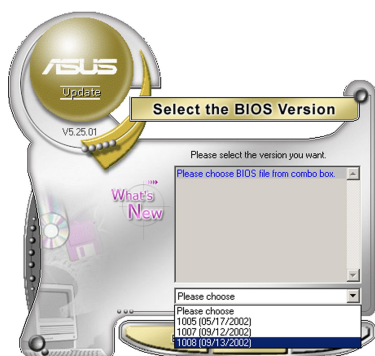 ASUS
Update
V5.25.01
Select the BIOS Version
Please select the version you want.
What's
New
Please choose BIOS file from combo box.
Please choose
Please choose
1005 (05/17/2002)
1007 (09/12/2002)
1008 (09/13/2002)